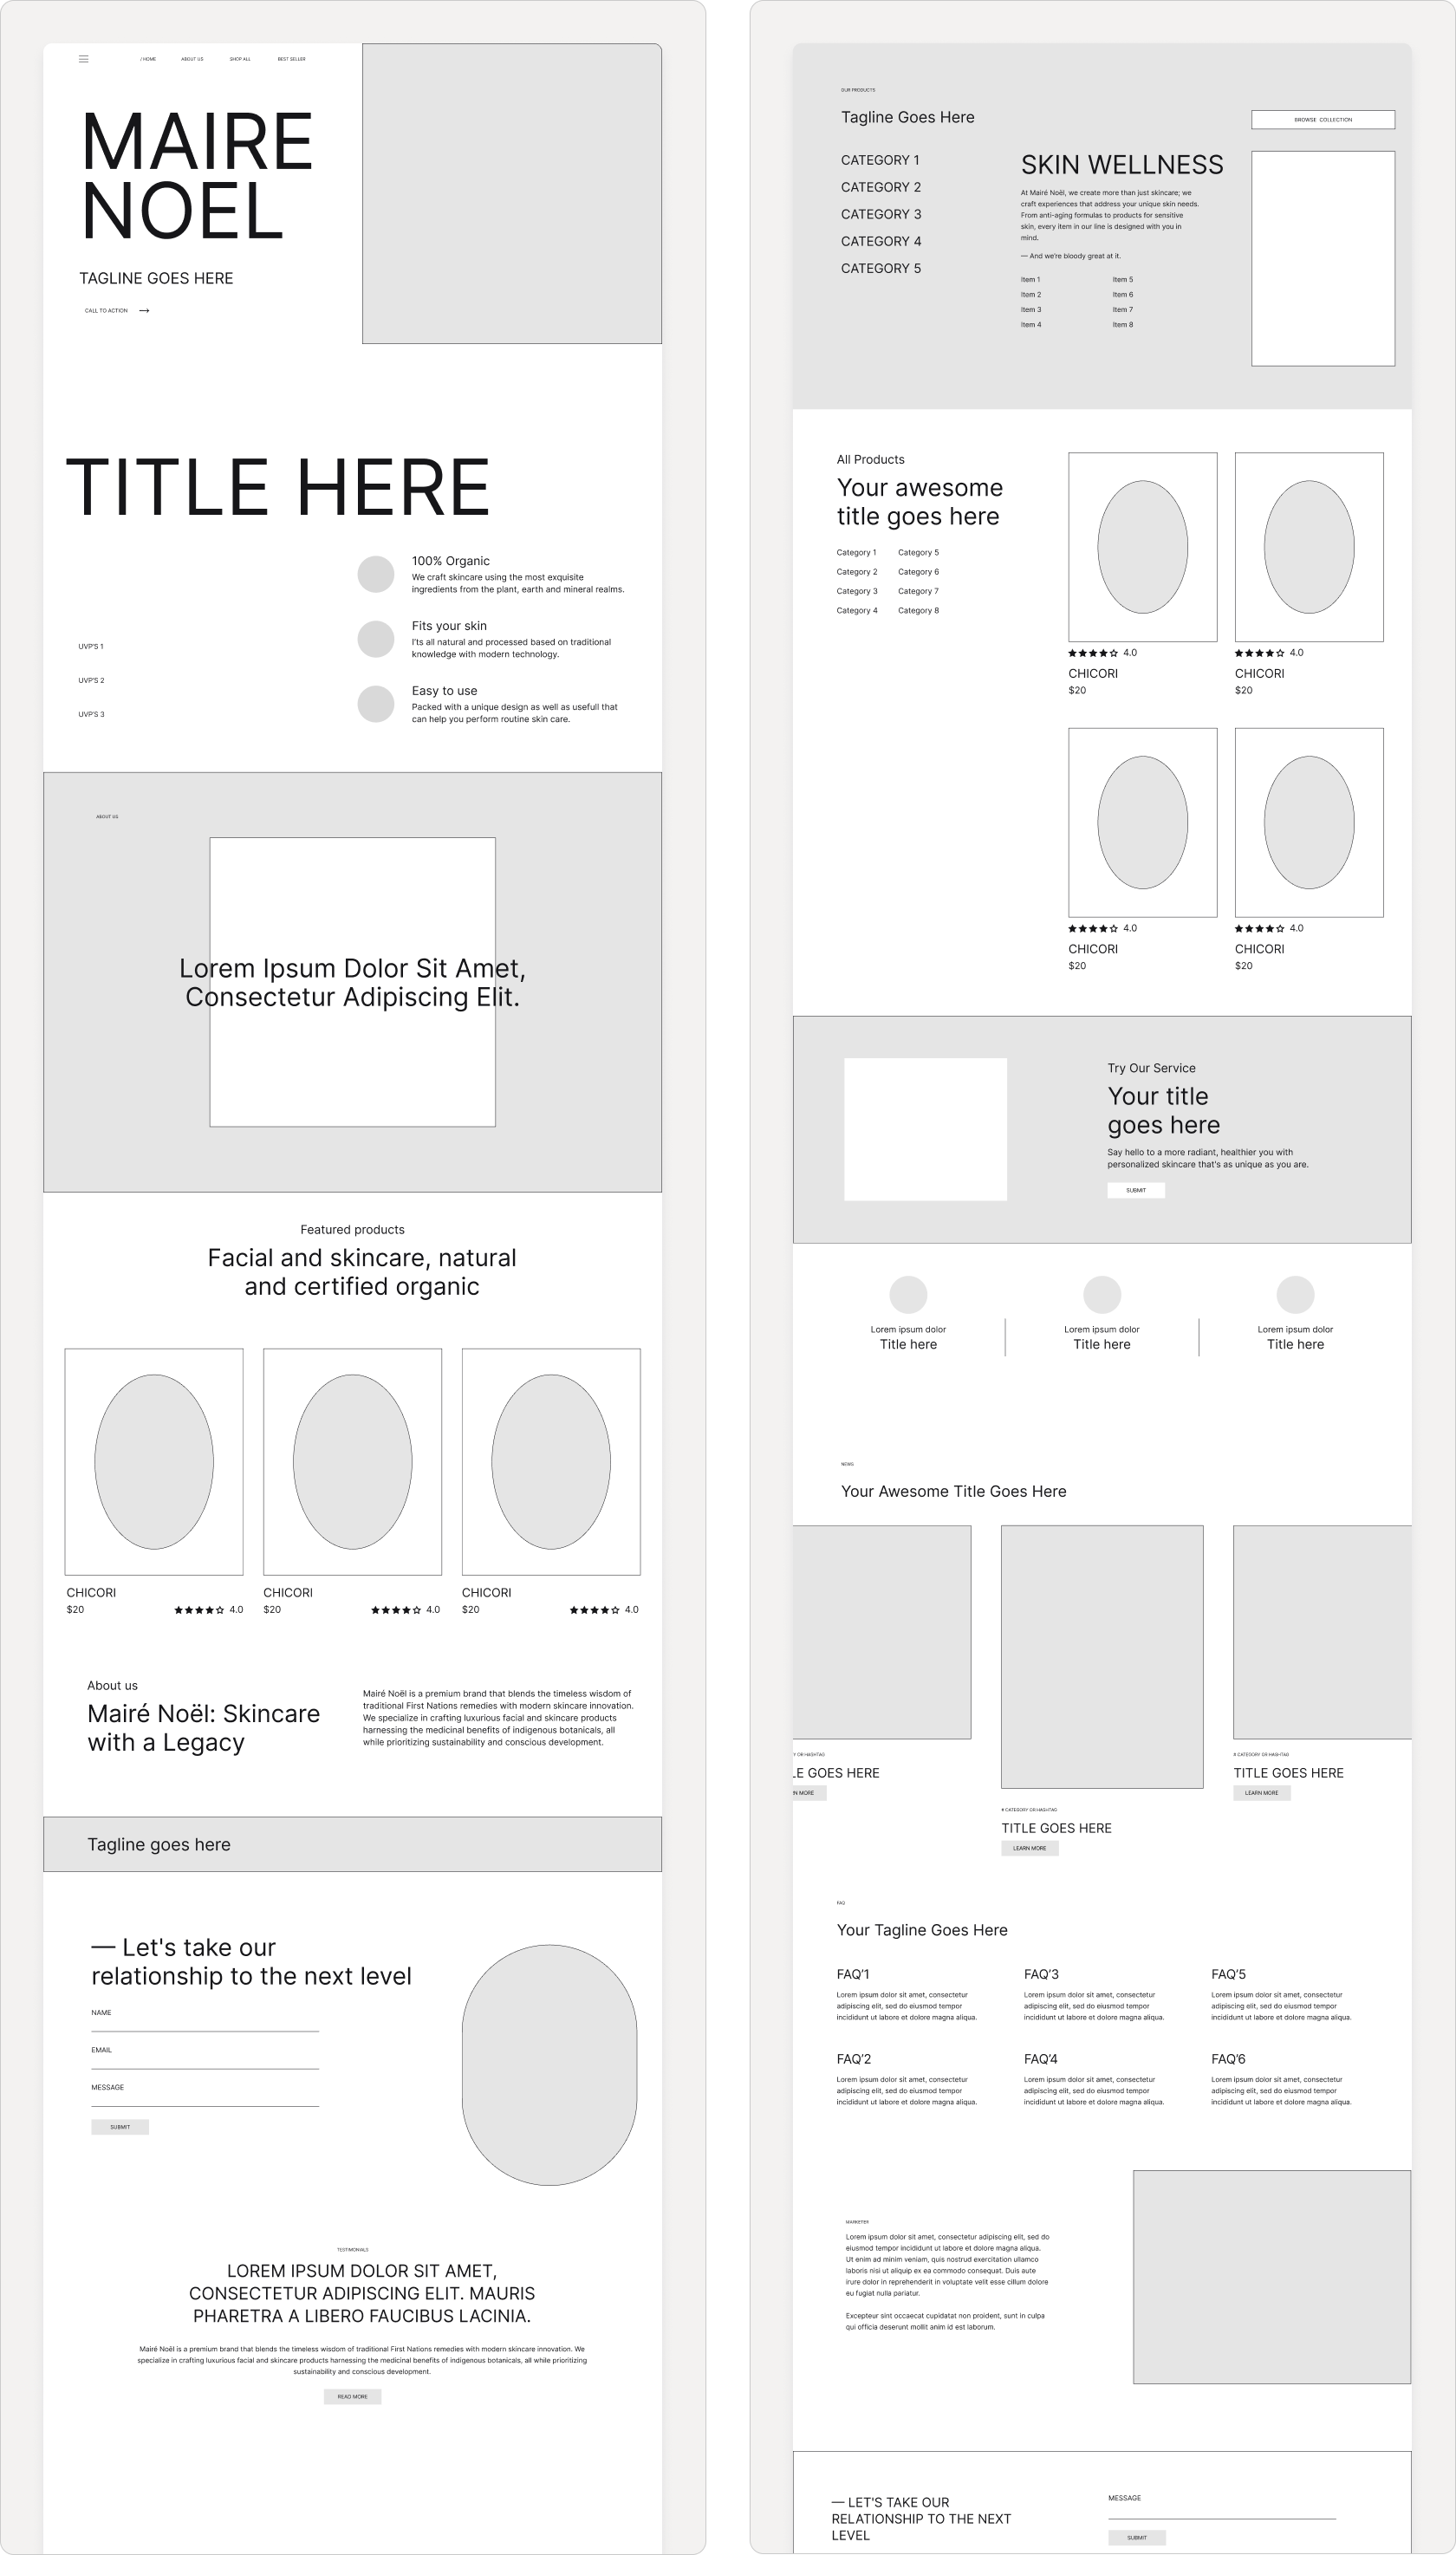 / HOME
ABOUT US
SHOP ALL
BEST SELLER
MAIRE
NOEL
TAGLINE GOES HERE
CALL TO ACTION
TITLE HERE
100% Organic
We craft skincare using the most exquisite
ingredients from the plant, earth and mineral realms.
Fits your skin
I'ts all natural and processed based on traditional
knowledge with modern technology.
Easy to use
Packed with a unique design as well as usefull that
can help you perform routine skin care.
UVP'S 1
UVP'S 2
UVP'S 3
ABOUT US
Lorem Ipsum Dolor Sit Amet,
Consectetur Adipiscing Elit.
Featured products
Facial and skincare, natural
and certified organic
CHICORI
$20
4.0
CHICORI
$20
4.0
CHICORI
$20
4.0
About us
Mairé Noël: Skincare
with a Legacy
Mairé Noël is a premium brand that blends the timeless wisdom of
traditional First Nations remedies with modern skincare innovation.
We specialize in crafting luxurious facial and skincare products
harnessing the medicinal benefits of indigenous botanicals, all
while prioritizing sustainability and conscious development.
Tagline goes here
— Let's take our
relationship to the next level
NAME
EMAIL
MESSAGE
SUBMIT
TESTIMONIALS
LOREM IPSUM DOLOR SIT AMET,
CONSECTETUR ADIPISCING ELIT. MAURIS
PHARETRA A LIBERO FAUCIBUS LACINIA.
Mairé Noël is a premium brand that blends the timeless wisdom of traditional First Nations remedies with modern skincare innovation. We
specialize in crafting luxurious facial and skincare products harnessing the medicinal benefits of indigenous botanicals, all while prioritizing
sustainability and conscious development.
READ MORE
OUR PRODUCTS
Tagline Goes Here
BROWSE COLLECTION
CATEGORY 1
CATEGORY 2
CATEGORY 3
CATEGORY 4
CATEGORY 5
SKIN WELLNESS
At Mairé Noël, we create more than just skincare; we
craft experiences that address your unique skin needs.
From anti-aging formulas to products for sensitive
skin, every item in our line is designed with you in
mind.
— And we're bloody great at it.
Item 1
Item 2
Item 3
Item 4
Item 5
Item 6
Item 7
Item 8
All Products
Your awesome
title goes here
Category 1
Category 2
Category 3
Category 4
Category 5
Category 6
Category 7
Category 8
4.0
CHICORI
$20
4.0
CHICORI
$20
4.0
CHICORI
$20
4.0
CHICORI
$20
Try Our Service
Your title
goes here
Say hello to a more radiant, healthier you with
personalized skincare that's as unique as you are.
SUBMIT
Lorem ipsum dolor
Title here
Lorem ipsum dolor
Title here
Lorem ipsum dolor
Title here
NEWS
Your Awesome Title Goes Here
Y OR HASHTAG
LE GOES HERE
RN MORE
# CATEGORY OR HASHTAG
TITLE GOES HERE
LEARN MORE
# CATEGORY OR HASHTAG
TITLE GOES HERE
LEARN MORE
FAQ
Your Tagline Goes Here
FAQ'1
Lorem ipsum dolor sit amet, consectetur
adipiscing elit, sed do eiusmod tempor
incididunt ut labore et dolore magna aliqua.
FAQ'3
Lorem ipsum dolor sit amet, consectetur
adipiscing elit, sed do eiusmod tempor
incididunt ut labore et dolore magna aliqua.
FAQ'5
Lorem ipsum dolor sit amet, consectetur
adipiscing elit, sed do eiusmod tempor
incididunt ut labore et dolore magna aliqua.
FAQ'2
Lorem ipsum dolor sit amet, consectetur
adipiscing elit, sed do eiusmod tempor
incididunt ut labore et dolore magna aliqua.
FAQ'4
Lorem ipsum dolor sit amet, consectetur
adipiscing elit, sed do eiusmod tempor
incididunt ut labore et dolore magna aliqua.
FAQ'6
Lorem ipsum dolor sit amet, consectetur
adipiscing elit, sed do eiusmod tempor
incididunt ut labore et dolore magna aliqua.
MARKETER
Lorem ipsum dolor sit amet, consectetur adipiscing elit, sed do
eiusmod tempor incididunt ut labore et dolore magna aliqua.
Ut enim ad minim veniam, quis nostrud exercitation ullamco
laboris nisi ut aliquip ex ea commodo consequat. Duis aute
irure dolor in reprehenderit in voluptate velit esse cillum dolore
eu fugiat nulla pariatur.
Excepteur sint occaecat cupidatat non proident, sunt in culpa
qui officia deserunt mollit anim id est laborum.
— LET'S TAKE OUR
RELATIONSHIP TO THE NEXT
LEVEL
MESSAGE
SUBMIT